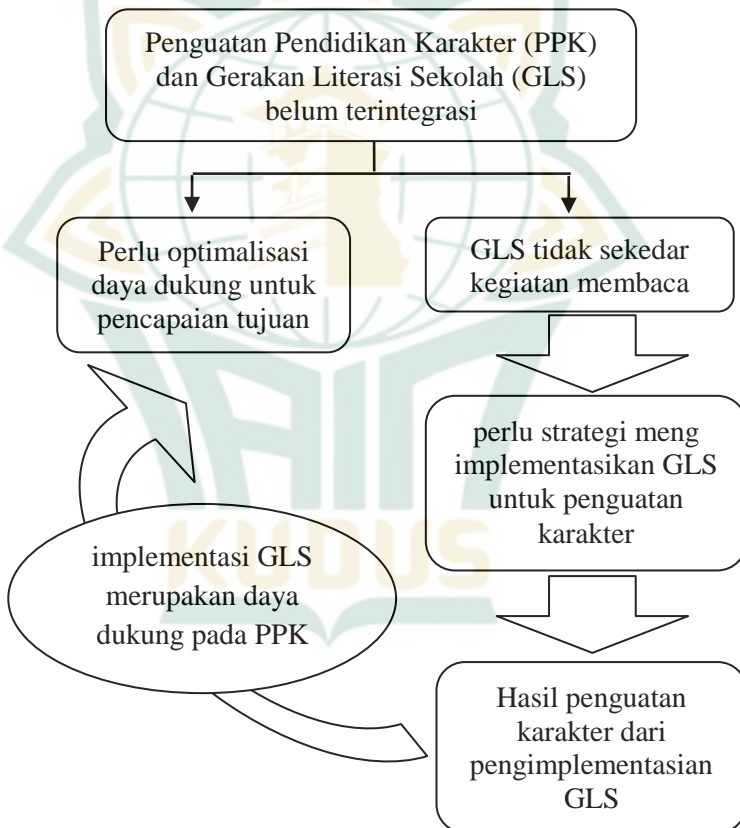 Penguatan Pendidikan Karakter (PPK)
dan Gerakan Literasi Sekolah (GLS)
belum terintegrasi
Perlu optimalisasi
daya dukung untuk
pencapaian tujuan
GLS tidak sekedar
kegiatan membaca
perlu strategi meng
implementasikan GLS
untuk penguatan
karakter
implementasi GLS
merupakan daya
dukung pada PPK
Hasil penguatan
karakter dari
pengimplementasian
GLS
IAIN
KUDUS